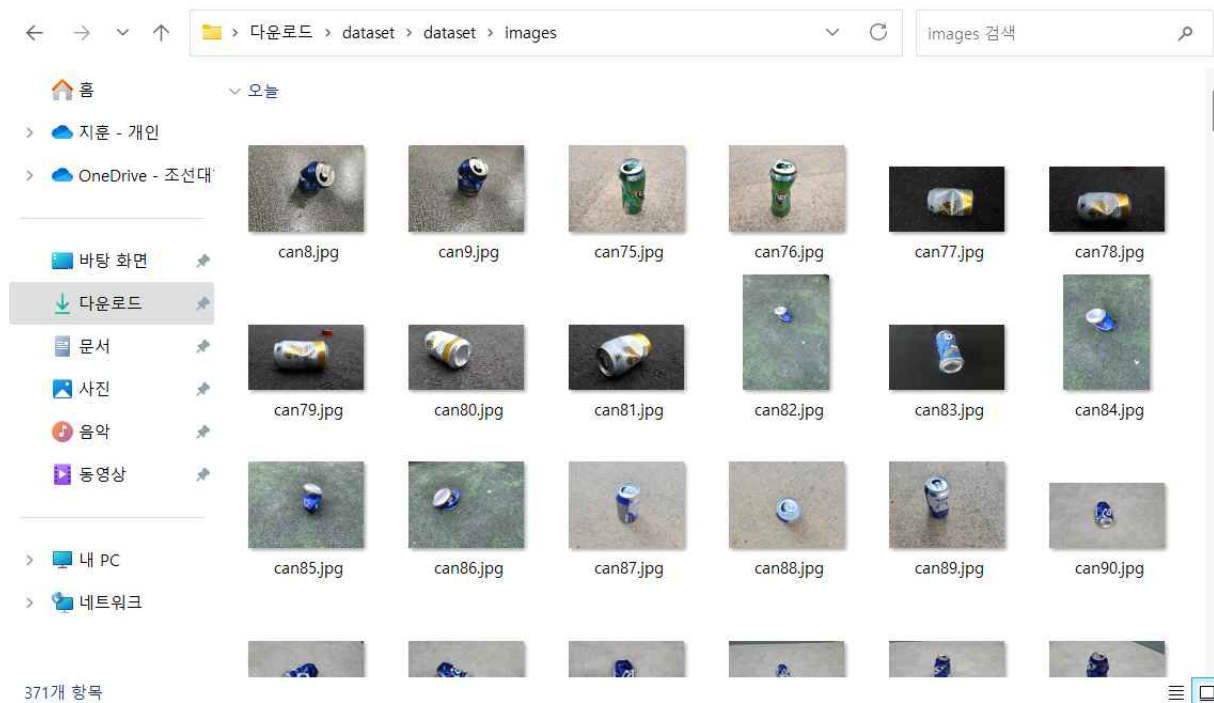 다운로드 > dataset > dataset > images
images 검색
홈
지훈 - 개인
OneDrive - 조선대
바탕 화면
다운로드
문서
사진
음악
동영상
내 PC
네트워크
오늘
can8.jpg can9.jpg can75.jpg can76.jpg can77.jpg can78.jpg
can79.jpg can80.jpg can81.jpg can82.jpg can83.jpg can84.jpg
can85.jpg can86.jpg can87.jpg can88.jpg can89.jpg can90.jpg
371개 항목